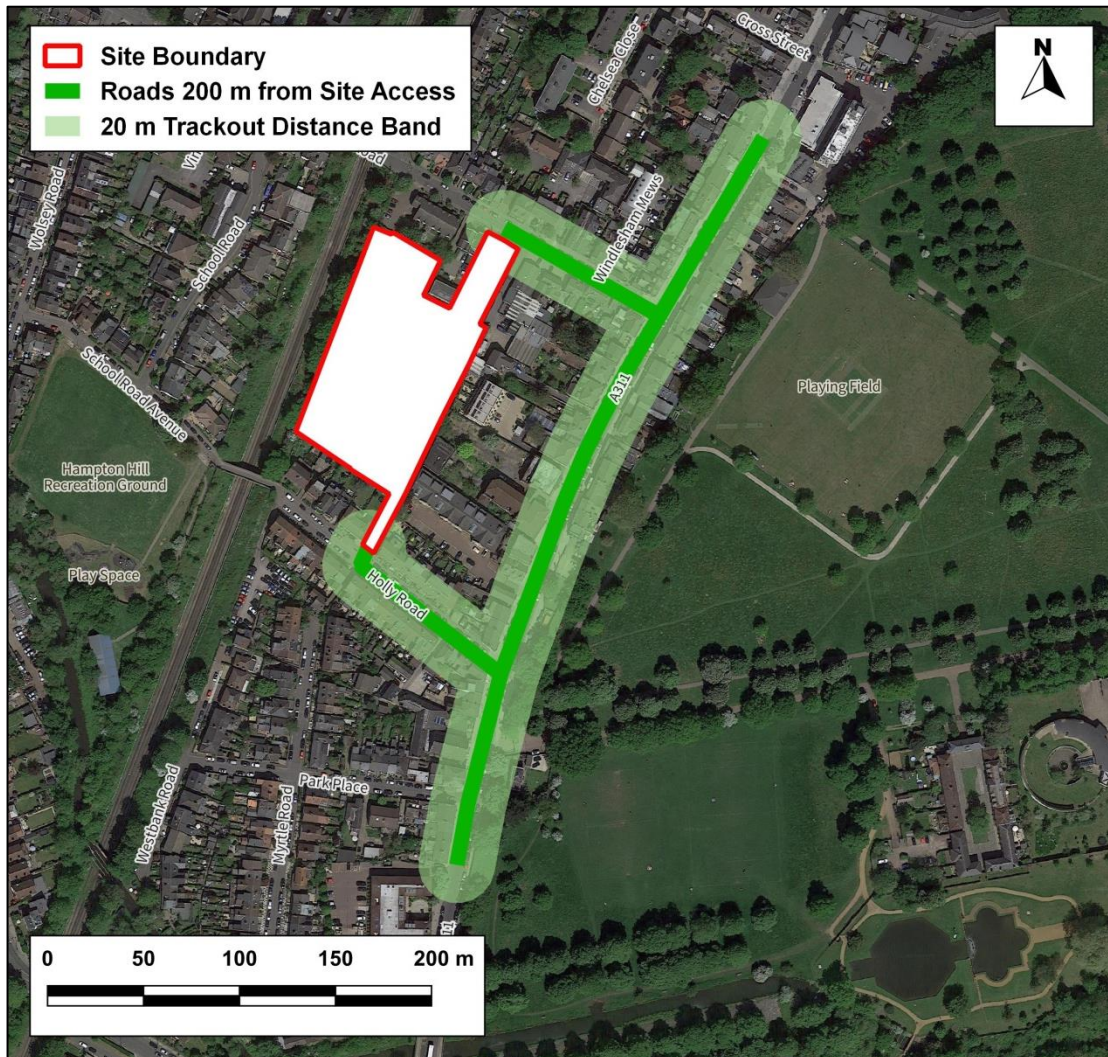 Site Boundary
Roads 200 m from Site Access
20 m Trackout Distance Band
N
Cross Street
Chelsea Close
Road
Wolsey Road
School Road
Windlesham Mews
School Road Avenue
A311
Playing Field
Hampton Hill
Recreation Ground
Play Space
Holly Road
Park Place
Westbank Road
Myrtle Road
0 50 100 150 200 m